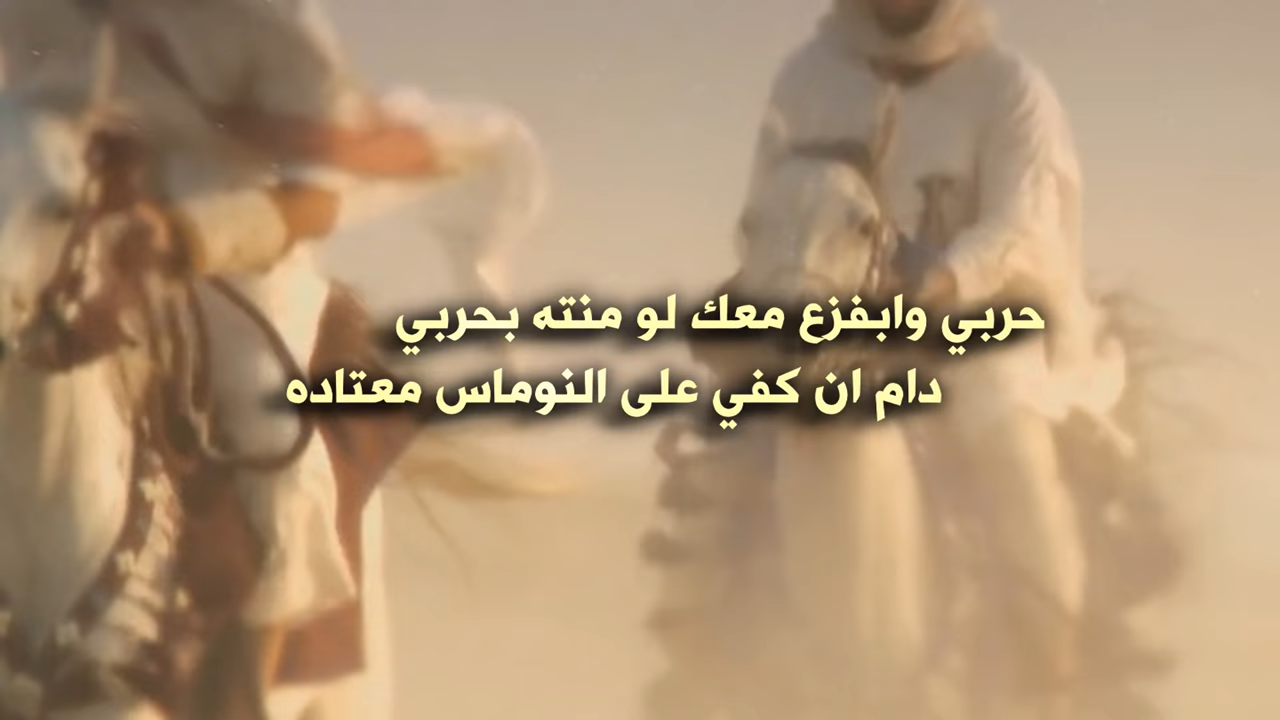 حربي وابفزع معك لو منته بحربي
دام ان كفي على النوماس معتاده